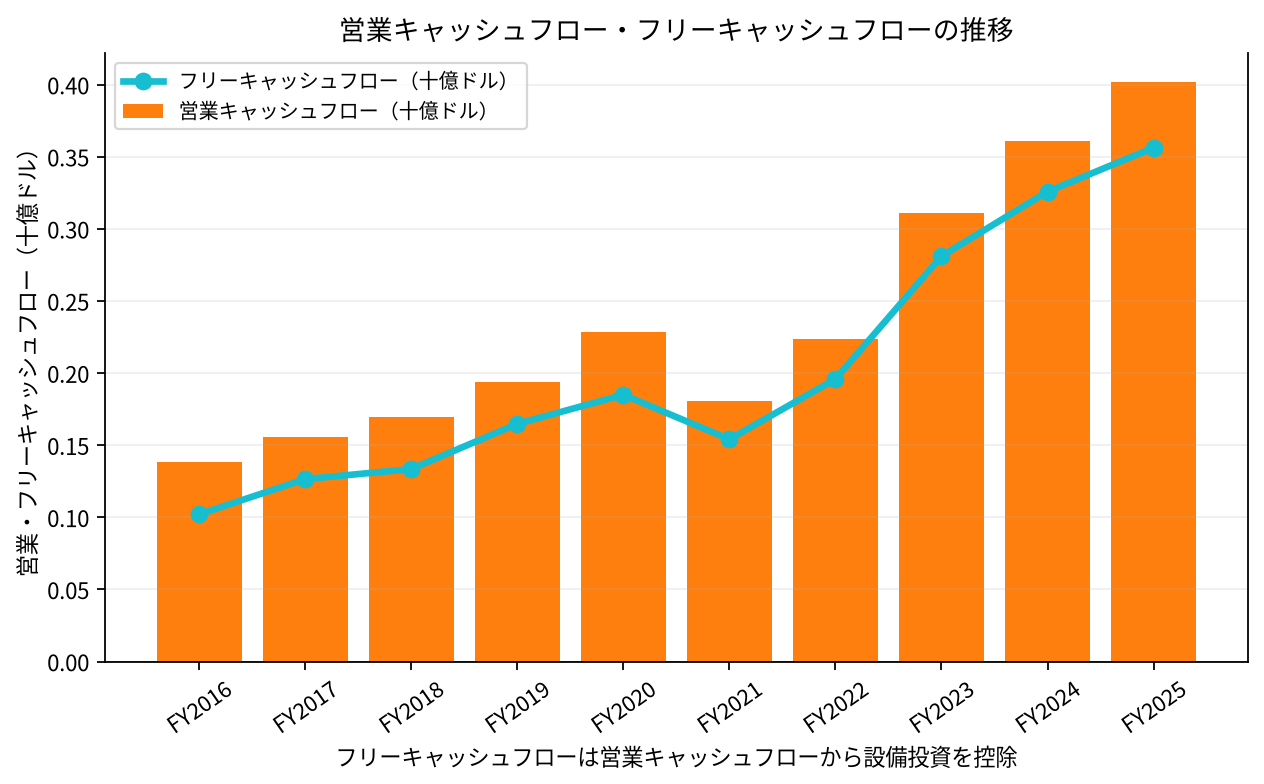 営業キャッシュフロー・フリーキャッシュフローの推移
フリーキャッシュフロー（十億ドル）
営業キャッシュフロー（十億ドル）
営業・フリーキャッシュフロー（十億ドル）
0.40
0.35
0.30
0.25
0.20
0.15
0.10
0.05
0.00
FY2016
FY2017
FY2018
FY2019
FY2020
FY2021
FY2022
FY2023
FY2024
FY2025
フリーキャッシュフローは営業キャッシュフローから設備投資を控除